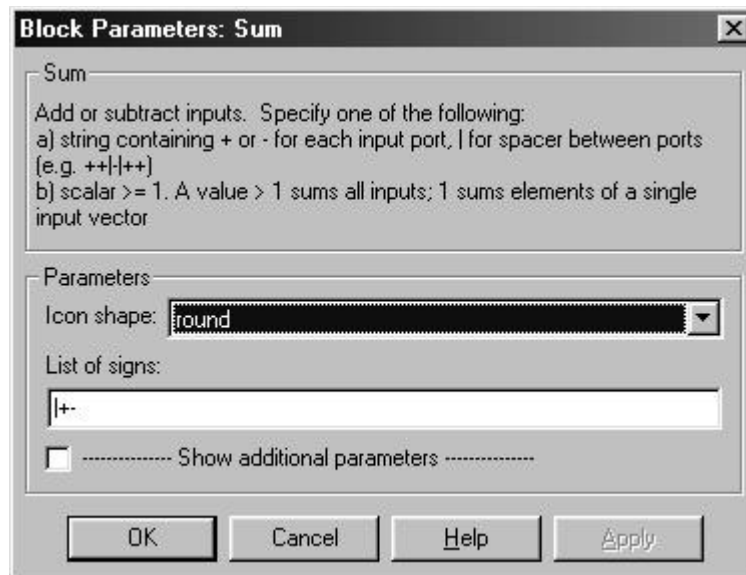 Block Parameters: Sum
Sum
Add or subtract inputs. Specify one of the following:
a) string containing + or - for each input port, | for spacer between ports
(e.g. ++|-|++)
b) scalar >= 1. A value > 1 sums all inputs; 1 sums elements of a single
input vector
Parameters
Icon shape: round
List of signs:
|+-
-------------- Show additional parameters --------------
OK Cancel Help Apply